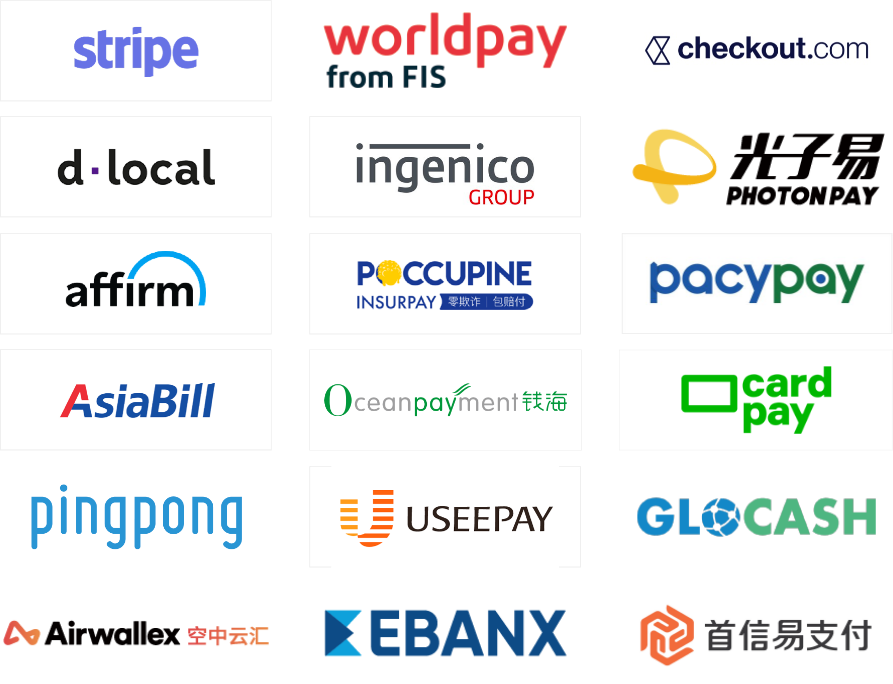 stripe
worldpay
from FIS
checkout.com
d·local
ingenico
GROUP
光子易
PHOTONPAY
affirm
POCCUPINE
INSURPAY 零欺诈 | 包赔付
pacypay
AsiaBill
Oceanpayment 钱海
card
pay
pingpong
USEEPAY
GLOCASH
Airwallex 空中云汇
EBANX
首信易支付